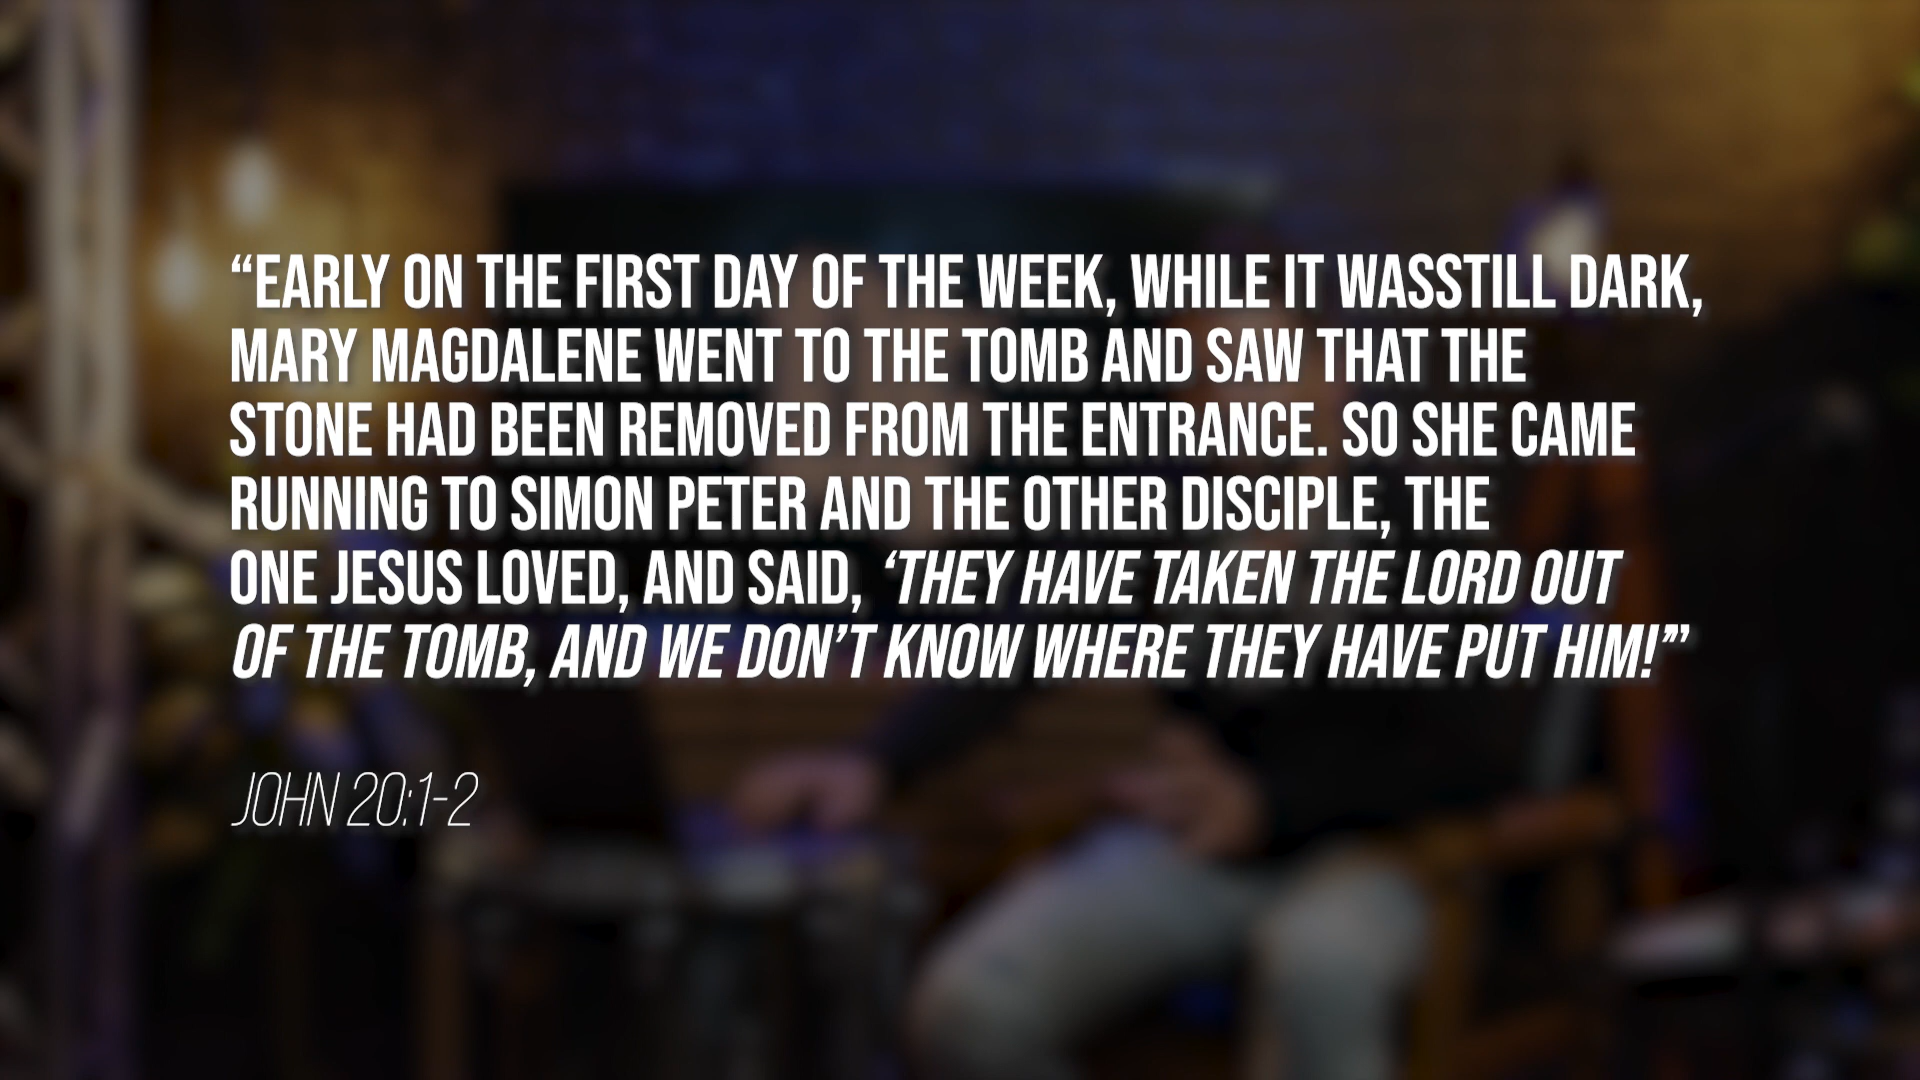 “EARLY ON THE FIRST DAY OF THE WEEK, WHILE IT WASSTILL DARK,
MARY MAGDALENE WENT TO THE TOMB AND SAW THAT THE
STONE HAD BEEN REMOVED FROM THE ENTRANCE. SO SHE CAME
RUNNING TO SIMON PETER AND THE OTHER DISCIPLE, THE
ONE JESUS LOVED, AND SAID, ‘THEY HAVE TAKEN THE LORD OUT
OF THE TOMB, AND WE DON’T KNOW WHERE THEY HAVE PUT HIM!’”
JOHN 20:1-2